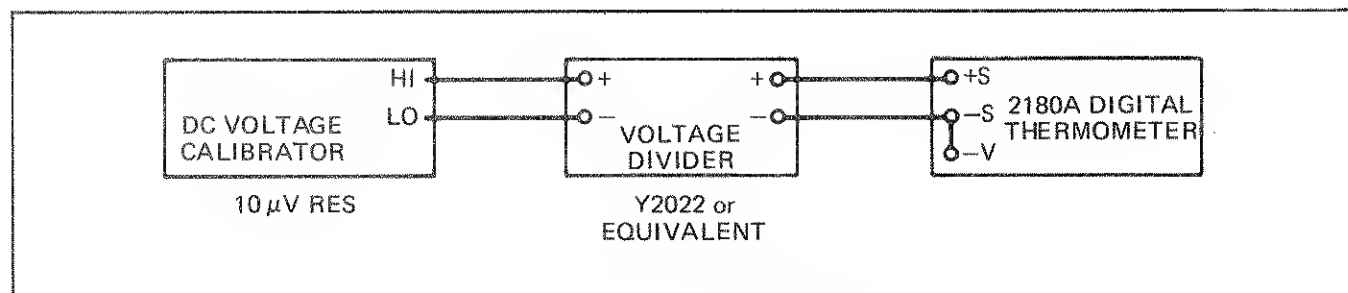 HI
LO
DC VOLTAGE
CALIBRATOR
10 μV RES
+
−
+
−
VOLTAGE
DIVIDER
Y2022 or
EQUIVALENT
+S
−S
−V
2180A DIGITAL
THERMOMETER